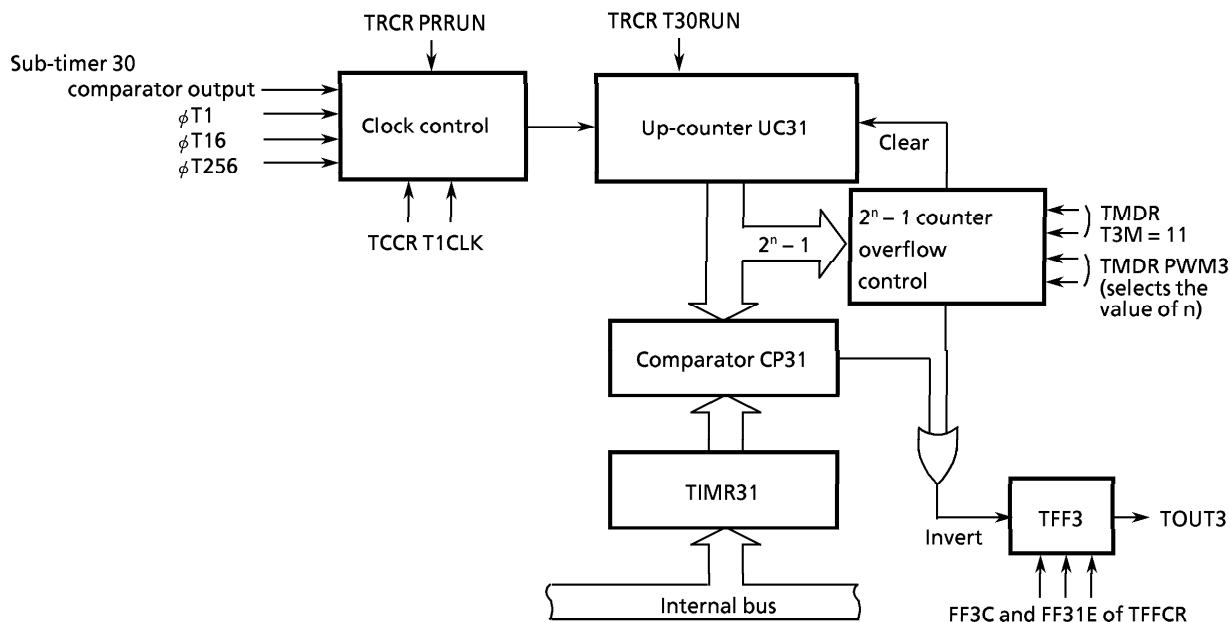 TRCR PRRUN
TRCR T30RUN
Sub-timer 30
comparator output
ϕT1
ϕT16
ϕT256
Clock control
Up-counter UC31
Clear
TCCR T1CLK
2ⁿ – 1
2ⁿ – 1 counter
overflow
control
TMDR
T3M = 11
TMDR PWM3
(selects the
value of n)
Comparator CP31
TIMR31
Invert
TFF3
TOUT3
Internal bus
FF3C and FF31E of TFFCR